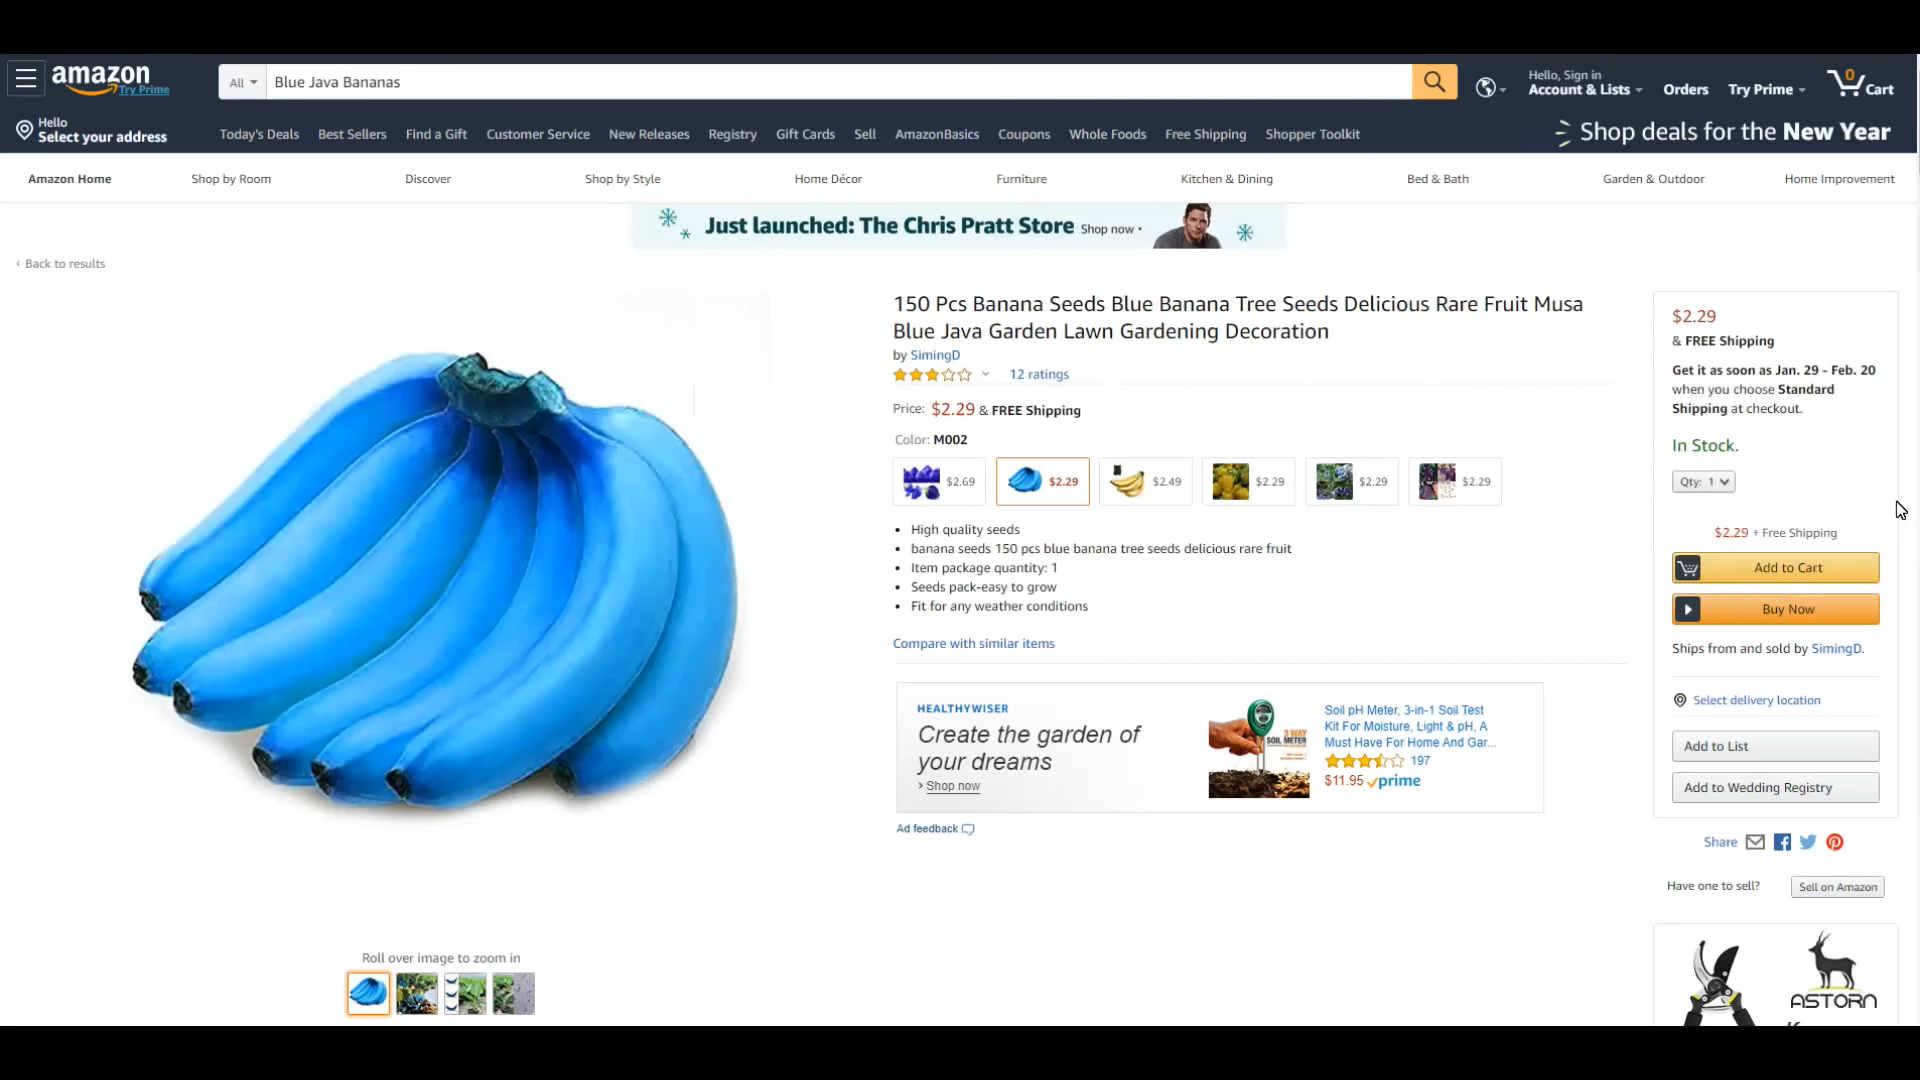 amazon
Try Prime
All
Blue Java Bananas
Hello, Sign in
Account & Lists
Orders
Try Prime
0
Cart
Hello
Select your address
Today's Deals
Best Sellers
Find a Gift
Customer Service
New Releases
Registry
Gift Cards
Sell
AmazonBasics
Coupons
Whole Foods
Free Shipping
Shopper Toolkit
Shop deals for the New Year
Amazon Home
Shop by Room
Discover
Shop by Style
Home Décor
Furniture
Kitchen & Dining
Bed & Bath
Garden & Outdoor
Home Improvement
Just launched: The Chris Pratt Store Shop now
‹ Back to results
150 Pcs Banana Seeds Blue Banana Tree Seeds Delicious Rare Fruit Musa
Blue Java Garden Lawn Gardening Decoration
by SimingD
12 ratings
Price: $2.29 & FREE Shipping
Color: M002
$2.69
$2.29
$2.49
$2.29
$2.29
$2.29
• High quality seeds
• banana seeds 150 pcs blue banana tree seeds delicious rare fruit
• Item package quantity: 1
• Seeds pack-easy to grow
• Fit for any weather conditions
Compare with similar items
HEALTHYWISER
Create the garden of
your dreams
› Shop now
3 WAY
SOIL METER
Soil pH Meter, 3-in-1 Soil Test
Kit For Moisture, Light & pH, A
Must Have For Home And Gar...
197
$11.95 prime
Ad feedback
Roll over image to zoom in
$2.29
& FREE Shipping
Get it as soon as Jan. 29 - Feb. 20
when you choose Standard
Shipping at checkout.
In Stock.
Qty: 1
$2.29 + Free Shipping
Add to Cart
Buy Now
Ships from and sold by SimingD.
Select delivery location
Add to List
Add to Wedding Registry
Share
Have one to sell?
Sell on Amazon
ASTORN